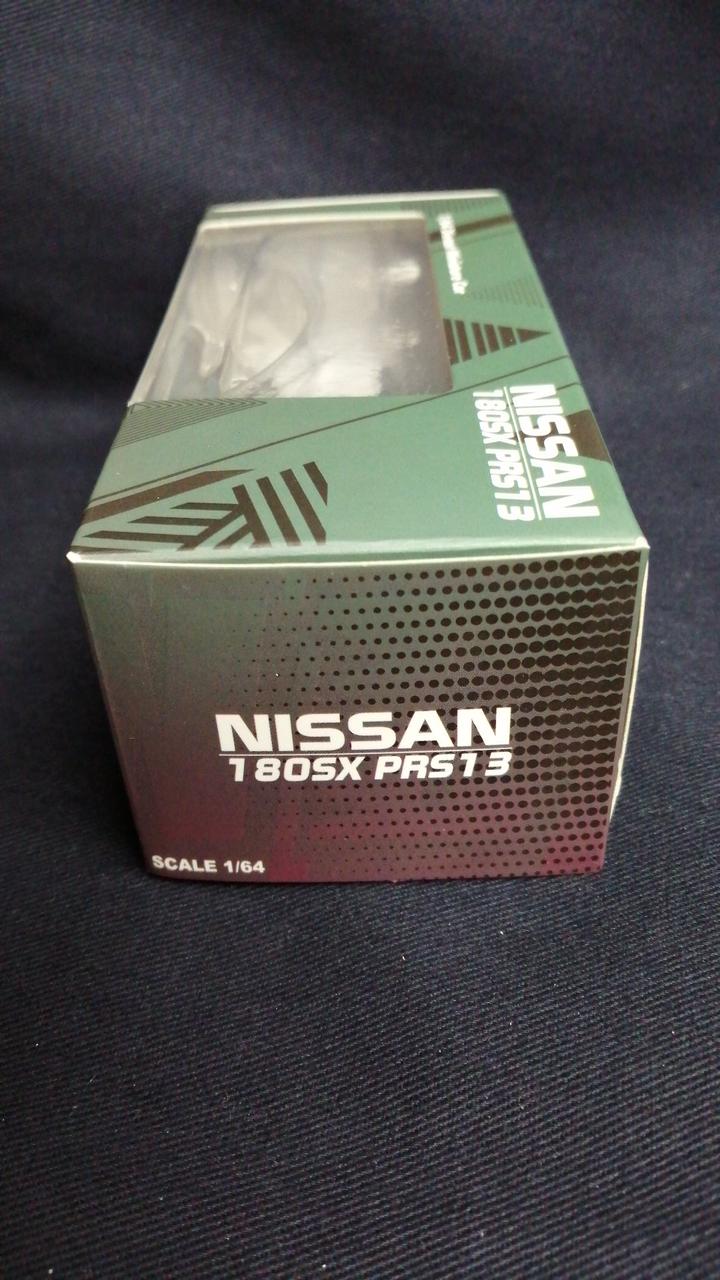 NISSAN
180SX PRS13
NISSAN
180SX PRS13
SCALE 1/64